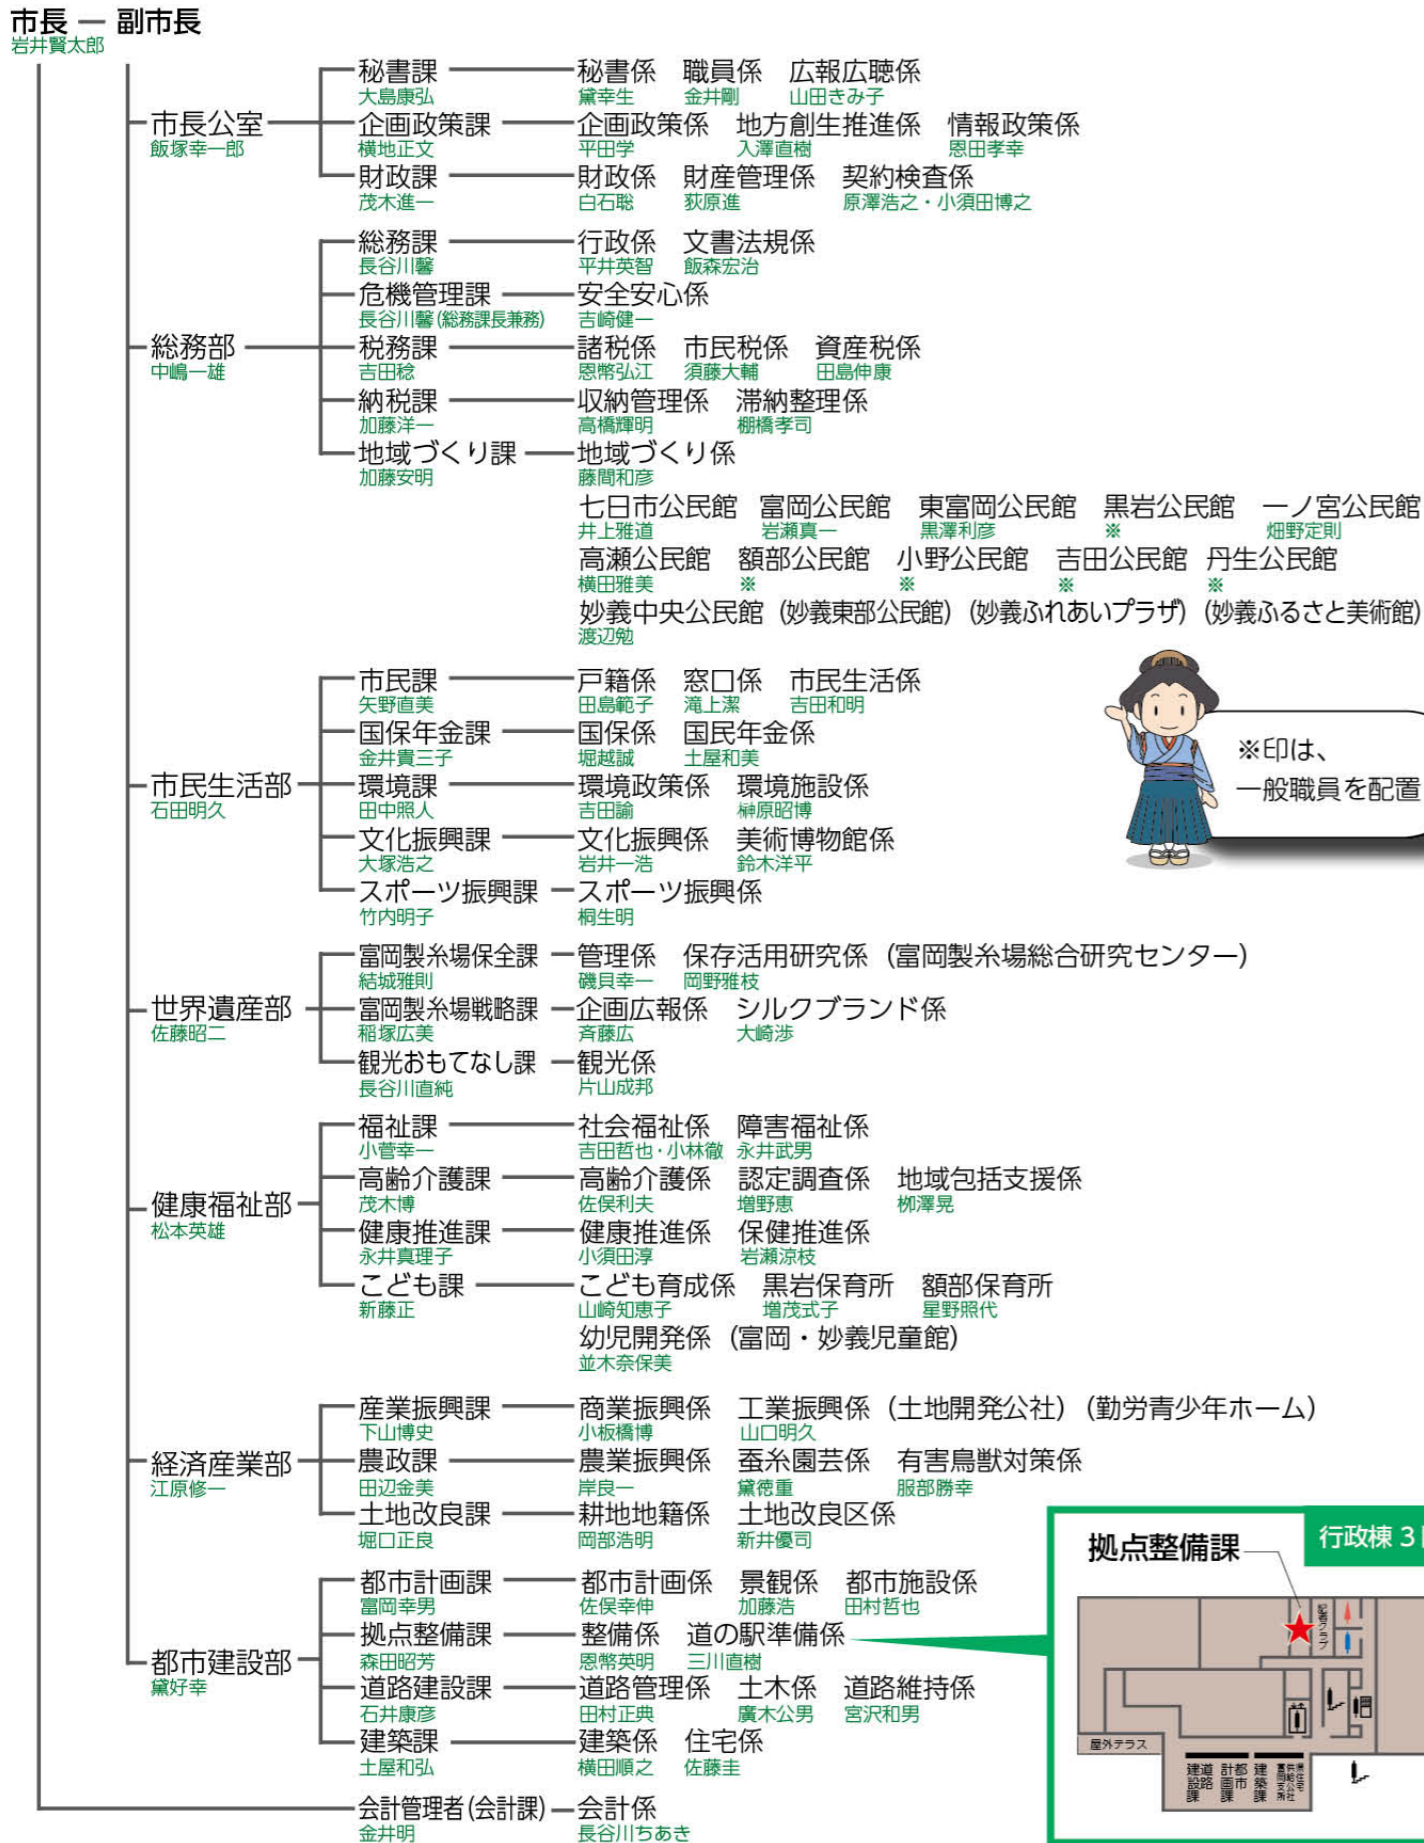 市長 ― 副市長
岩井賢太郎
秘書課 秘書係 職員係 広報広聴係
大島康弘 黛幸生 金井剛 山田きみ子
市長公室 企画政策課 企画政策係 地方創生推進係 情報政策係
飯塚幸一郎 横地正文 平田学 入澤直樹 恩田孝幸
財政課 財政係 財産管理係 契約検査係
茂木進一 白石聡 荻原進 原澤浩之・小須田博之
総務課 行政係 文書法規係
長谷川馨 平井英智 飯森宏治
危機管理課 安全安心係
長谷川馨(総務課長兼務) 吉崎健一
総務部 税務課 諸税係 市民税係 資産税係
中嶋一雄 吉田稔 恩幣弘江 須藤大輔 田島伸康
納税課 収納管理係 滞納整理係
加藤洋一 高橋輝明 棚橋孝司
地域づくり課 地域づくり係
加藤安明 藤間和彦
七日市公民館 富岡公民館 東富岡公民館 黒岩公民館 一ノ宮公民館
井上雅道 岩瀬真一 黒澤利彦 ※ 畑野定則
高瀬公民館 額部公民館 小野公民館 吉田公民館 丹生公民館
横田雅美 ※ ※ ※ ※
妙義中央公民館(妙義東部公民館)(妙義ふれあいプラザ)(妙義ふるさと美術館)
渡辺勉
市民課 戸籍係 窓口係 市民生活係
矢野直美 田島範子 滝上潔 吉田和明
国保年金課 国保係 国民年金係
金井貴三子 堀越誠 土屋和美
※印は、
一般職員を配置
市民生活部 環境課 環境政策係 環境施設係
石田明久 田中照人 吉田諭 榊原昭博
文化振興課 文化振興係 美術博物館係
大塚浩之 岩井一浩 鈴木洋平
スポーツ振興課 スポーツ振興係
竹内明子 桐生明
富岡製糸場保全課 管理係 保存活用研究係(富岡製糸場総合研究センター)
結城雅則 磯貝幸一 岡野雅枝
世界遺産部 富岡製糸場戦略課 企画広報係 シルクブランド係
佐藤昭二 稲塚広美 斉藤広 大崎渉
観光おもてなし課 観光係
長谷川直純 片山成邦
福祉課 社会福祉係 障害福祉係
小菅幸一 吉田哲也・小林徹 永井武男
高齢介護課 高齢介護係 認定調査係 地域包括支援係
茂木博 佐俣利夫 増野恵 栁澤晃
健康福祉部 健康推進課 健康推進係 保健推進係
松本英雄 永井真理子 小須田淳 岩瀬涼枝
こども課 こども育成係 黒岩保育所 額部保育所
新藤正 山崎知恵子 増茂式子 星野照代
幼児開発係(富岡・妙義児童館)
並木奈保美
産業振興課 商業振興係 工業振興係(土地開発公社)(勤労青少年ホーム)
下山博史 小板橋博 山口明久
経済産業部 農政課 農業振興係 蚕糸園芸係 有害鳥獣対策係
江原修一 田辺金美 岸良一 黛徳重 服部勝幸
土地改良課 耕地地籍係 土地改良区係
堀口正良 岡部浩明 新井優司
都市計画課 都市計画係 景観係 都市施設係
富岡幸男 佐俣幸伸 加藤浩 田村哲也
拠点整備課 整備係 道の駅準備係
森田昭芳 恩幣英明 三川直樹
都市建設部 道路建設課 道路管理係 土木係 道路維持係
黛好幸 石井康彦 田村正典 廣木公男 宮沢和男
建築課 建築係 住宅係
土屋和弘 横田順之 佐藤圭
会計管理者(会計課) 会計係
金井明 長谷川ちあき
行政棟 3
拠点整備課
記者クラブ
屋外テラス
道路建設課
都市計画課
建築課
県住宅供給公社富岡支所